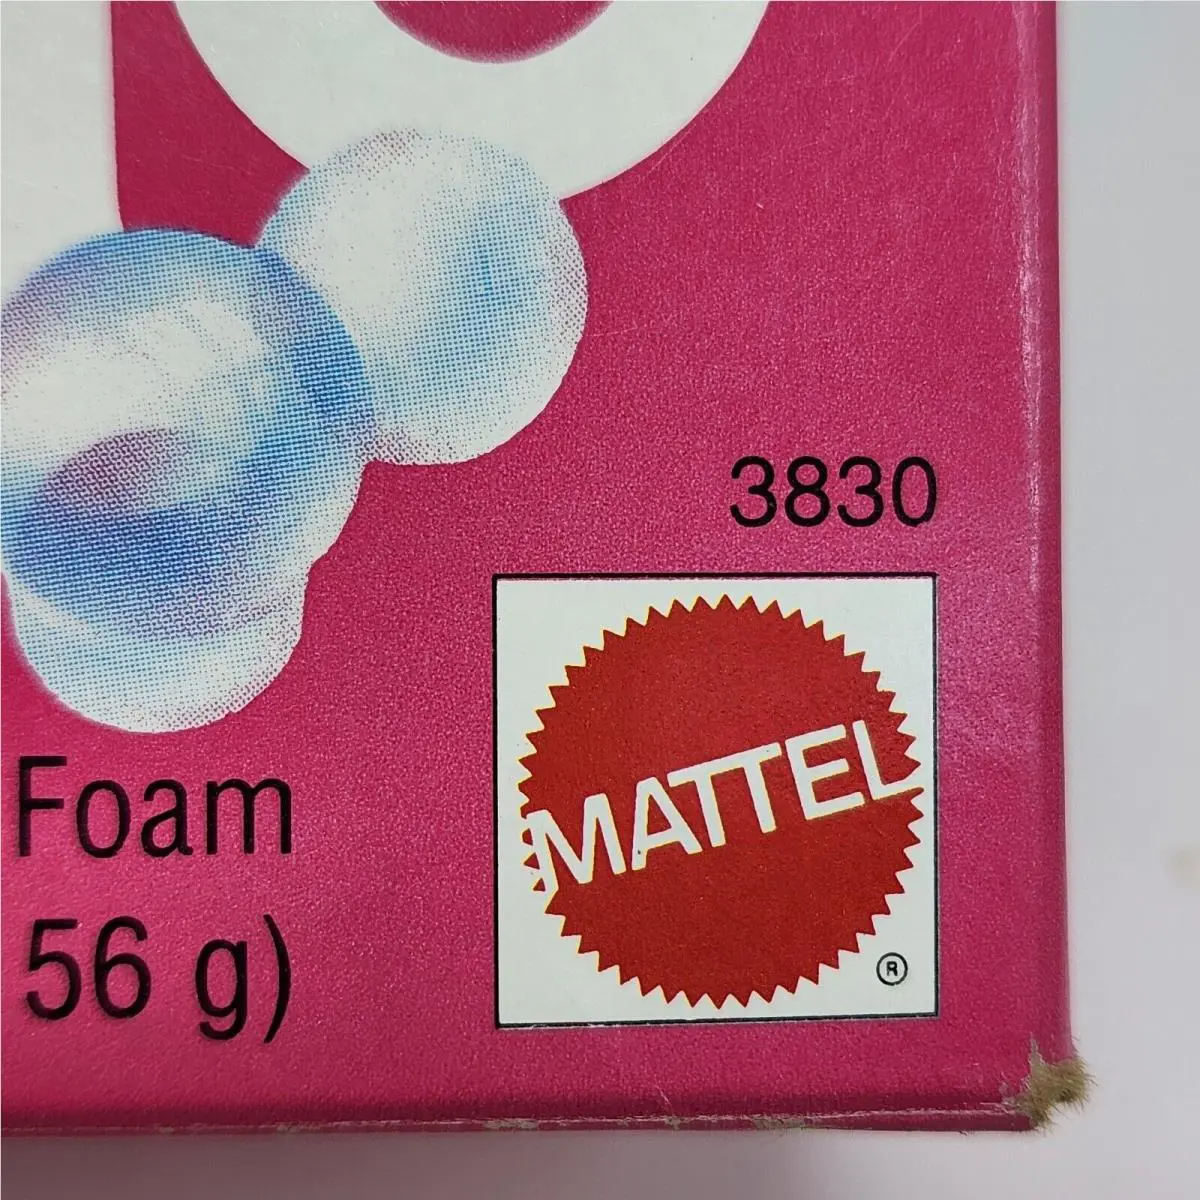 3830
MATTEL
®
Foam
56 g)